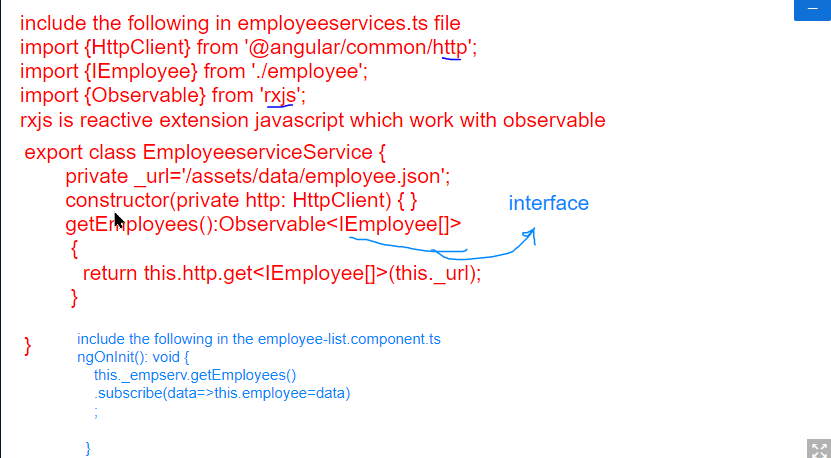 include the following in employeeservices.ts file
import {HttpClient} from '@angular/common/http';
import {IEmployee} from './employee';
import {Observable} from 'rxjs';
rxjs is reactive extension javascript which work with observable
export class EmployeeserviceService {
private _url='/assets/data/employee.json';
constructor(private http: HttpClient) { }
interface
getEmployees():Observable<IEmployee[]>
{
return this.http.get<IEmployee[]>(this._url);
}
}
include the following in the employee-list.component.ts
ngOnInit(): void {
this._empserv.getEmployees()
.subscribe(data=>this.employee=data)
;
}